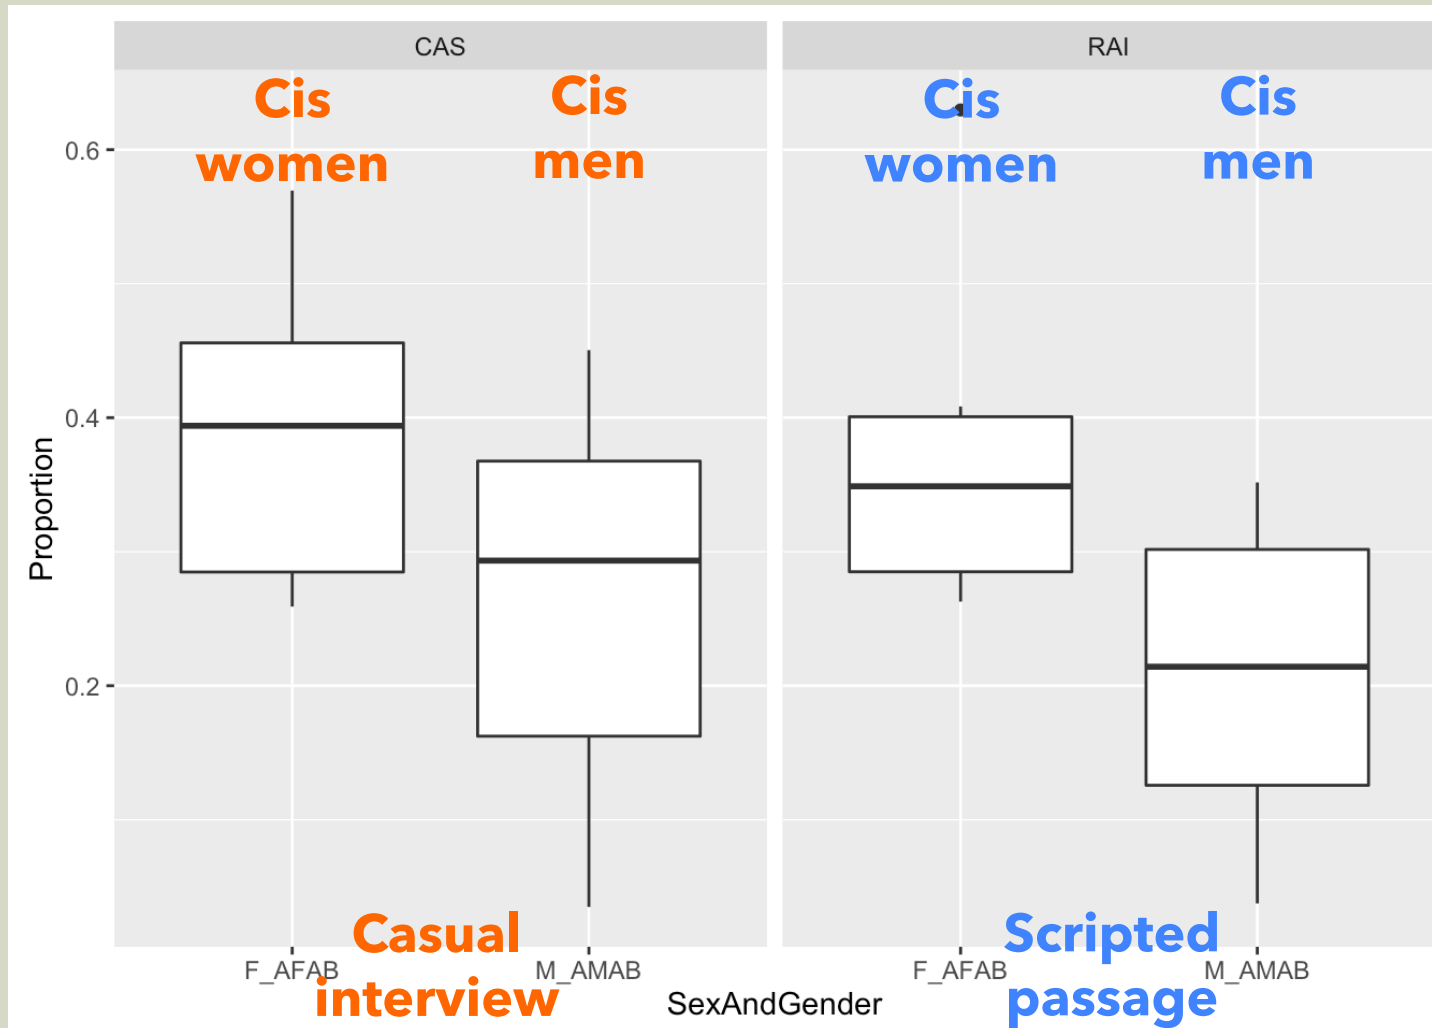 CAS
RAI
Cis
women
Cis
men
Cis
women
Cis
men
0.6
0.4
0.2
Proportion
F_AFAB
M_AMAB
F_AFAB
M_AMAB
Casual
interview
Scripted
passage
SexAndGender